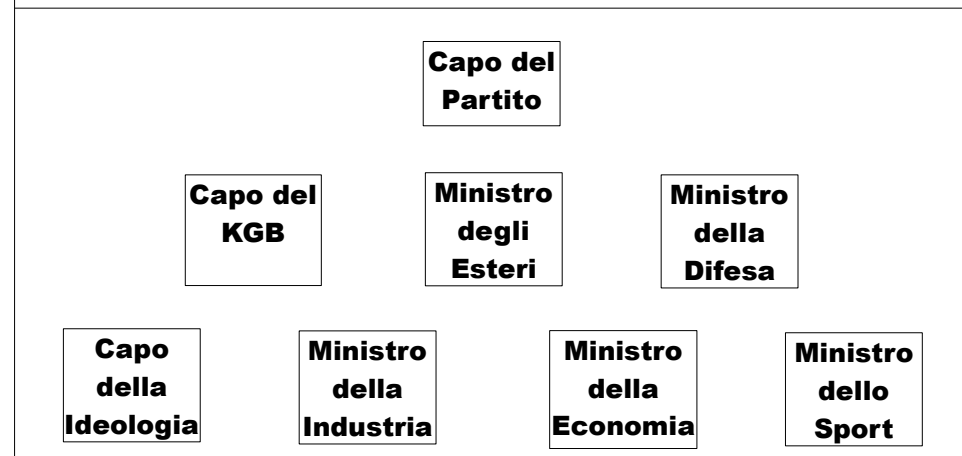 Capo del
Partito
Capo del
KGB
Ministro
degli
Esteri
Ministro
della
Difesa
Capo
della
Ideologia
Ministro
della
Industria
Ministro
della
Economia
Ministro
dello
Sport